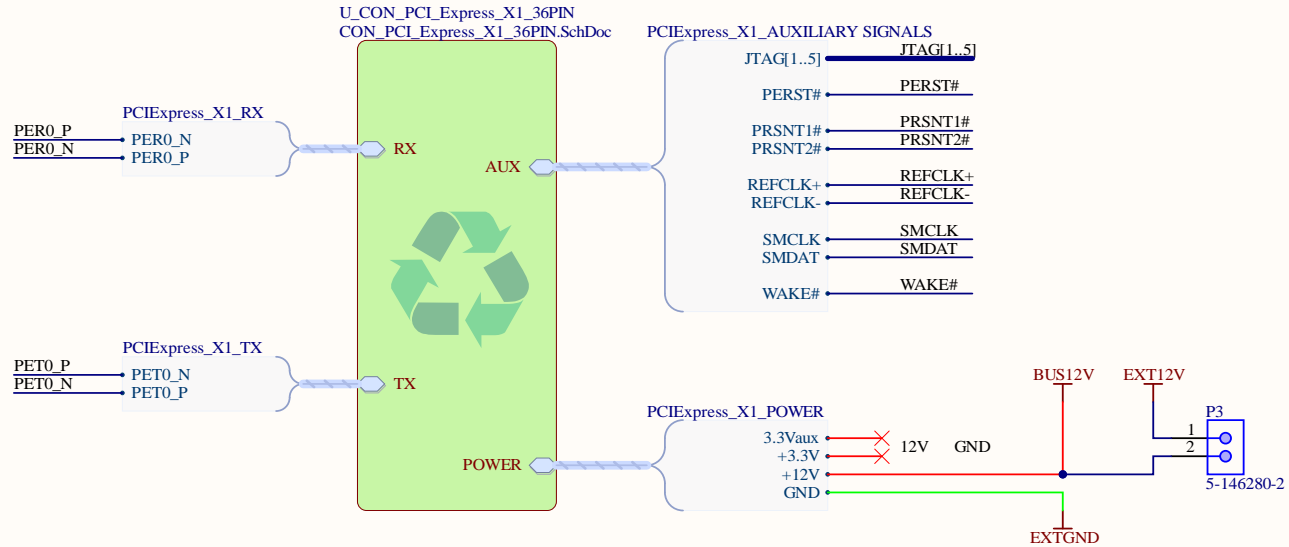 U_CON_PCI_Express_X1_36PIN
CON_PCI_Express_X1_36PIN.SchDoc
PCIExpress_X1_RX
PER0_P
PER0_N
PER0_N
PER0_P
RX
PCIExpress_X1_TX
PET0_P
PET0_N
PET0_N
PET0_P
TX
AUX
POWER
PCIExpress_X1_AUXILIARY SIGNALS
JTAG[1..5]
JTAG[1..5]
PERST#
PERST#
PRSNT1#
PRSNT1#
PRSNT2#
PRSNT2#
REFCLK+
REFCLK+
REFCLK-
REFCLK-
SMCLK
SMCLK
SMDAT
SMDAT
WAKE#
WAKE#
PCIExpress_X1_POWER
3.3Vaux
+3.3V
+12V
GND
12V
GND
BUS12V
EXT12V
EXTGND
P3
1
2
5-146280-2